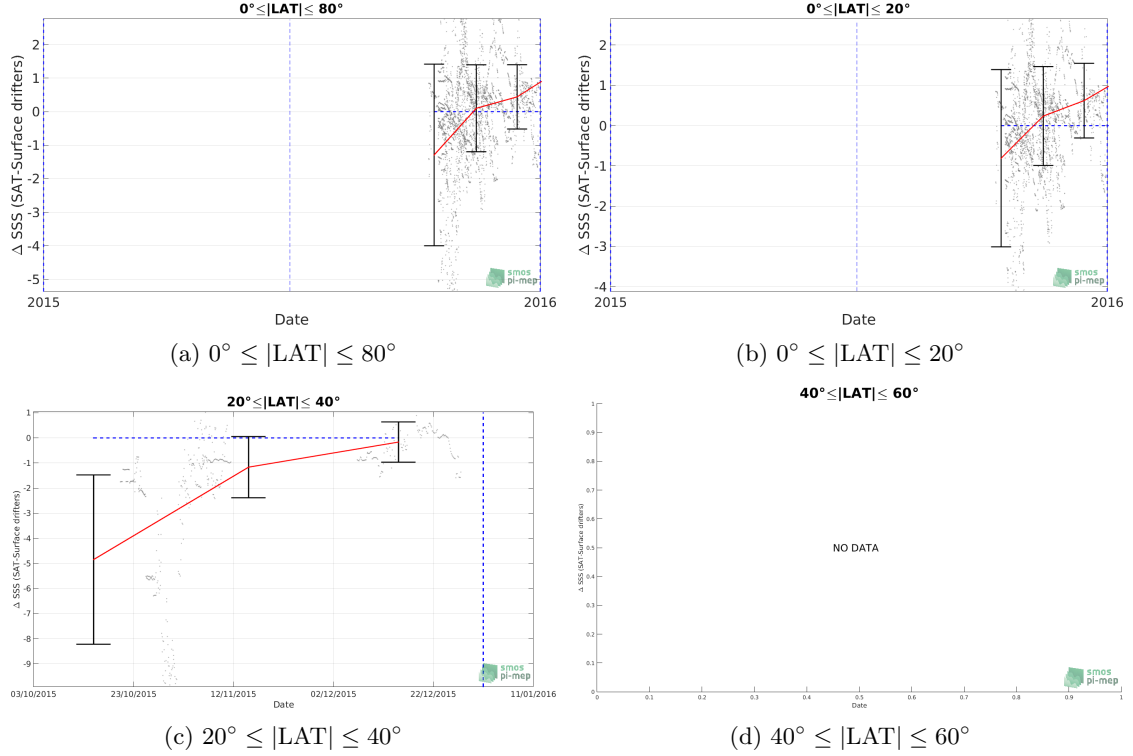 0°≤|LAT|≤ 80°
Δ SSS (SAT-Surface drifters)
2
1
0
-1
-2
-3
-4
-5
2015
2016
Date
smos
pi-mep
(a) 0° ≤ |LAT| ≤ 80°
0°≤|LAT|≤ 20°
Δ SSS (SAT-Surface drifters)
2
1
0
-1
-2
-3
-4
2015
2016
Date
smos
pi-mep
(b) 0° ≤ |LAT| ≤ 20°
20°≤|LAT|≤ 40°
Δ SSS (SAT-Surface drifters)
1
0
-1
-2
-3
-4
-5
-6
-7
-8
-9
03/10/2015
23/10/2015
12/11/2015
02/12/2015
22/12/2015
11/01/2016
Date
smos
pi-mep
(c) 20° ≤ |LAT| ≤ 40°
40°≤|LAT|≤ 60°
Δ SSS (SAT-Surface drifters)
1
0.9
0.8
0.7
0.6
0.5
0.4
0.3
0.2
0.1
0
NO DATA
0
0.1
0.2
0.3
0.4
0.5
0.6
0.7
0.8
0.9
1
Date
smos
pi-mep
(d) 40° ≤ |LAT| ≤ 60°